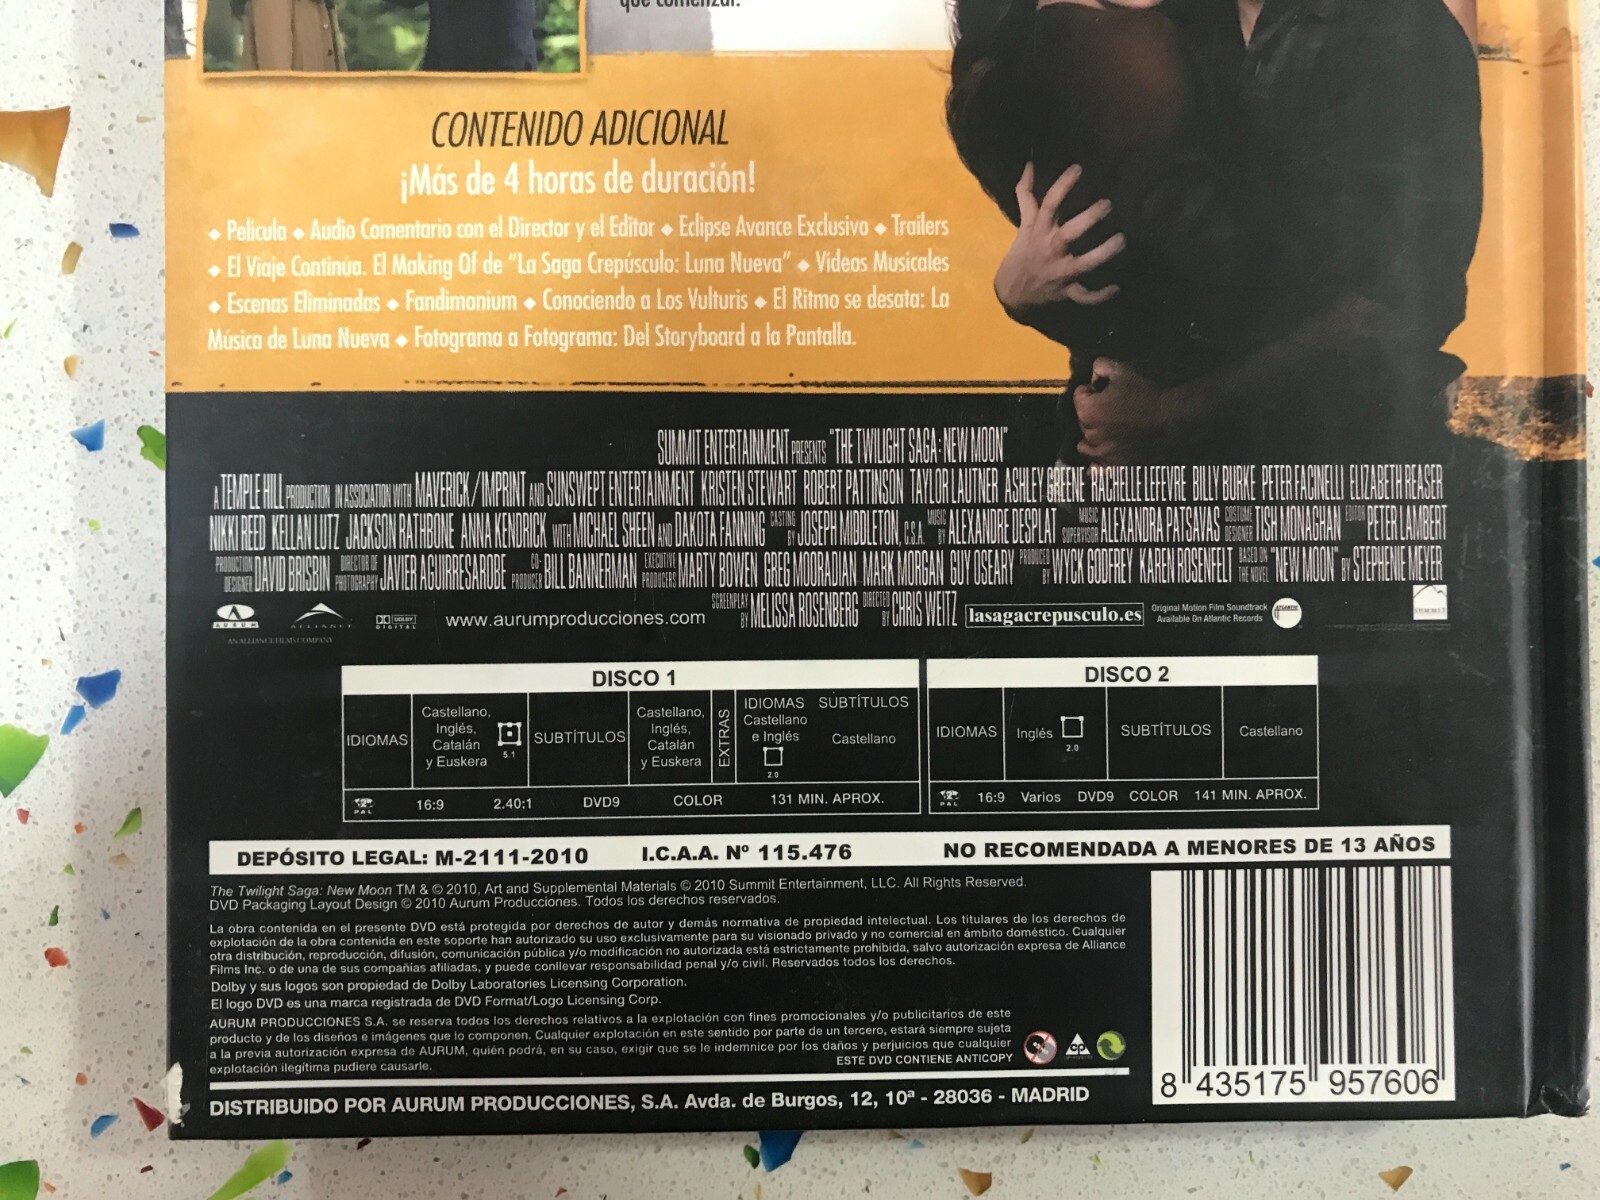 que comenzar.
CONTENIDO ADICIONAL
¡Más de 4 horas de duración!
◆ Película ◆ Audio Comentario con el Director y el Editor ◆ Eclipse Avance Exclusivo ◆ Trailers
◆ El Viaje Continúa. El Making Of de “La Saga Crepúsculo: Luna Nueva” ◆ Vídeos Musicales
◆ Escenas Eliminadas ◆ Fandimonium ◆ Conociendo a Los Vulturis ◆ El Ritmo se desata: La
Música de Luna Nueva ◆ Fotograma a Fotograma: Del Storyboard a la Pantalla.
SUMMIT ENTERTAINMENT PRESENTS "THE TWILIGHT SAGA: NEW MOON"
A TEMPLE HILL PRODUCTION IN ASSOCIATION WITH MAVERICK/IMPRINT AND SUNSWEPT ENTERTAINMENT KRISTEN STEWART ROBERT PATTINSON TAYLOR LAUTNER ASHLEY GREENE RACHELLE LEFEVRE BILLY BURKE PETER FACINELLI ELIZABETH REASER
NIKKI REED KELLAN LUTZ JACKSON RATHBONE ANNA KENDRICK WITH MICHAEL SHEEN AND DAKOTA FANNING CASTING BY JOSEPH MIDDLETON, C.S.A. MUSIC BY ALEXANDRE DESPLAT MUSIC SUPERVISOR ALEXANDRA PATSAVAS COSTUME DESIGNER TISH MONAGHAN EDITOR PETER LAMBERT
PRODUCTION DESIGNER DAVID BRISBIN DIRECTOR OF PHOTOGRAPHY JAVIER AGUIRRESAROBE CO-PRODUCER BILL BANNERMAN EXECUTIVE PRODUCERS MARTY BOWEN GREG MOORADIAN MARK MORGAN GUY OSEARY PRODUCED BY WYCK GODFREY KAREN ROSENFELT BASED ON THE NOVEL "NEW MOON" BY STEPHENIE MEYER
SCREENPLAY BY MELISSA ROSENBERG DIRECTED BY CHRIS WEITZ
AURUM ALLIANCE DOLBY DIGITAL www.aurumproducciones.com lasagacrepusculo.es Original Motion Film Soundtrack Available On Atlantic Records ATLANTIC SUMMIT
AN ALLIANCE FILMS COMPANY
DISCO 1
IDIOMAS
Castellano,
Inglés,
Catalán
y Euskera
5.1
SUBTÍTULOS
Castellano,
Inglés,
Catalán
y Euskera
EXTRAS
IDIOMAS
Castellano
e Inglés
2.0
SUBTÍTULOS
Castellano
PAL 16:9 2.40:1 DVD9 COLOR 131 MIN. APROX.
DISCO 2
IDIOMAS
Inglés
2.0
SUBTÍTULOS
Castellano
PAL 16:9 Varios DVD9 COLOR 141 MIN. APROX.
DEPÓSITO LEGAL: M-2111-2010 I.C.A.A. Nº 115.476 NO RECOMENDADA A MENORES DE 13 AÑOS
The Twilight Saga: New Moon TM & © 2010, Art and Supplemental Materials © 2010 Summit Entertainment, LLC. All Rights Reserved.
DVD Packaging Layout Design © 2010 Aurum Producciones. Todos los derechos reservados.
La obra contenida en el presente DVD está protegida por derechos de autor y demás normativa de propiedad intelectual. Los titulares de los derechos de
explotación de la obra contenida en este soporte han autorizado su uso exclusivamente para su visionado privado y no comercial en ámbito doméstico. Cualquier
otra distribución, reproducción, difusión, comunicación pública y/o modificación no autorizada está estrictamente prohibida, salvo autorización expresa de Alliance
Films Inc. o de una de sus compañías afiliadas, y puede conllevar responsabilidad penal y/o civil. Reservados todos los derechos.
Dolby y sus logos son propiedad de Dolby Laboratories Licensing Corporation.
El logo DVD es una marca registrada de DVD Format/Logo Licensing Corp.
AURUM PRODUCCIONES S.A. se reserva todos los derechos relativos a la explotación con fines promocionales y/o publicitarios de este
producto y de los diseños e imágenes que lo componen. Cualquier explotación en este sentido por parte de un tercero, estará siempre sujeta
a la previa autorización expresa de AURUM, quién podrá, en su caso, exigir que se le indemnice por los daños y perjuicios que cualquier
explotación ilegítima pudiere causarle.
ESTE DVD CONTIENE ANTICOPY
CP
DISTRIBUIDO POR AURUM PRODUCCIONES, S.A. Avda. de Burgos, 12, 10ª - 28036 - MADRID
8 435175 957606